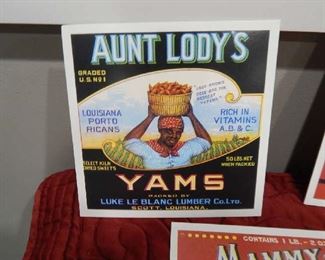 AUNT LODY'S
GRADED
U.S. Nº 1
LOUISIANA
PORTO
RICANS
RICH IN
VITAMINS
A.B.& C.
SELECT KILN
DRIED SWEETS
50 LBS. NET
WHEN PACKED
YAMS
PACKED BY
LUKE LE BLANC LUMBER CO. LTD.
SCOTT, LOUISIANA.
CONTAINS 1 LB. - 2 O
MAMMY